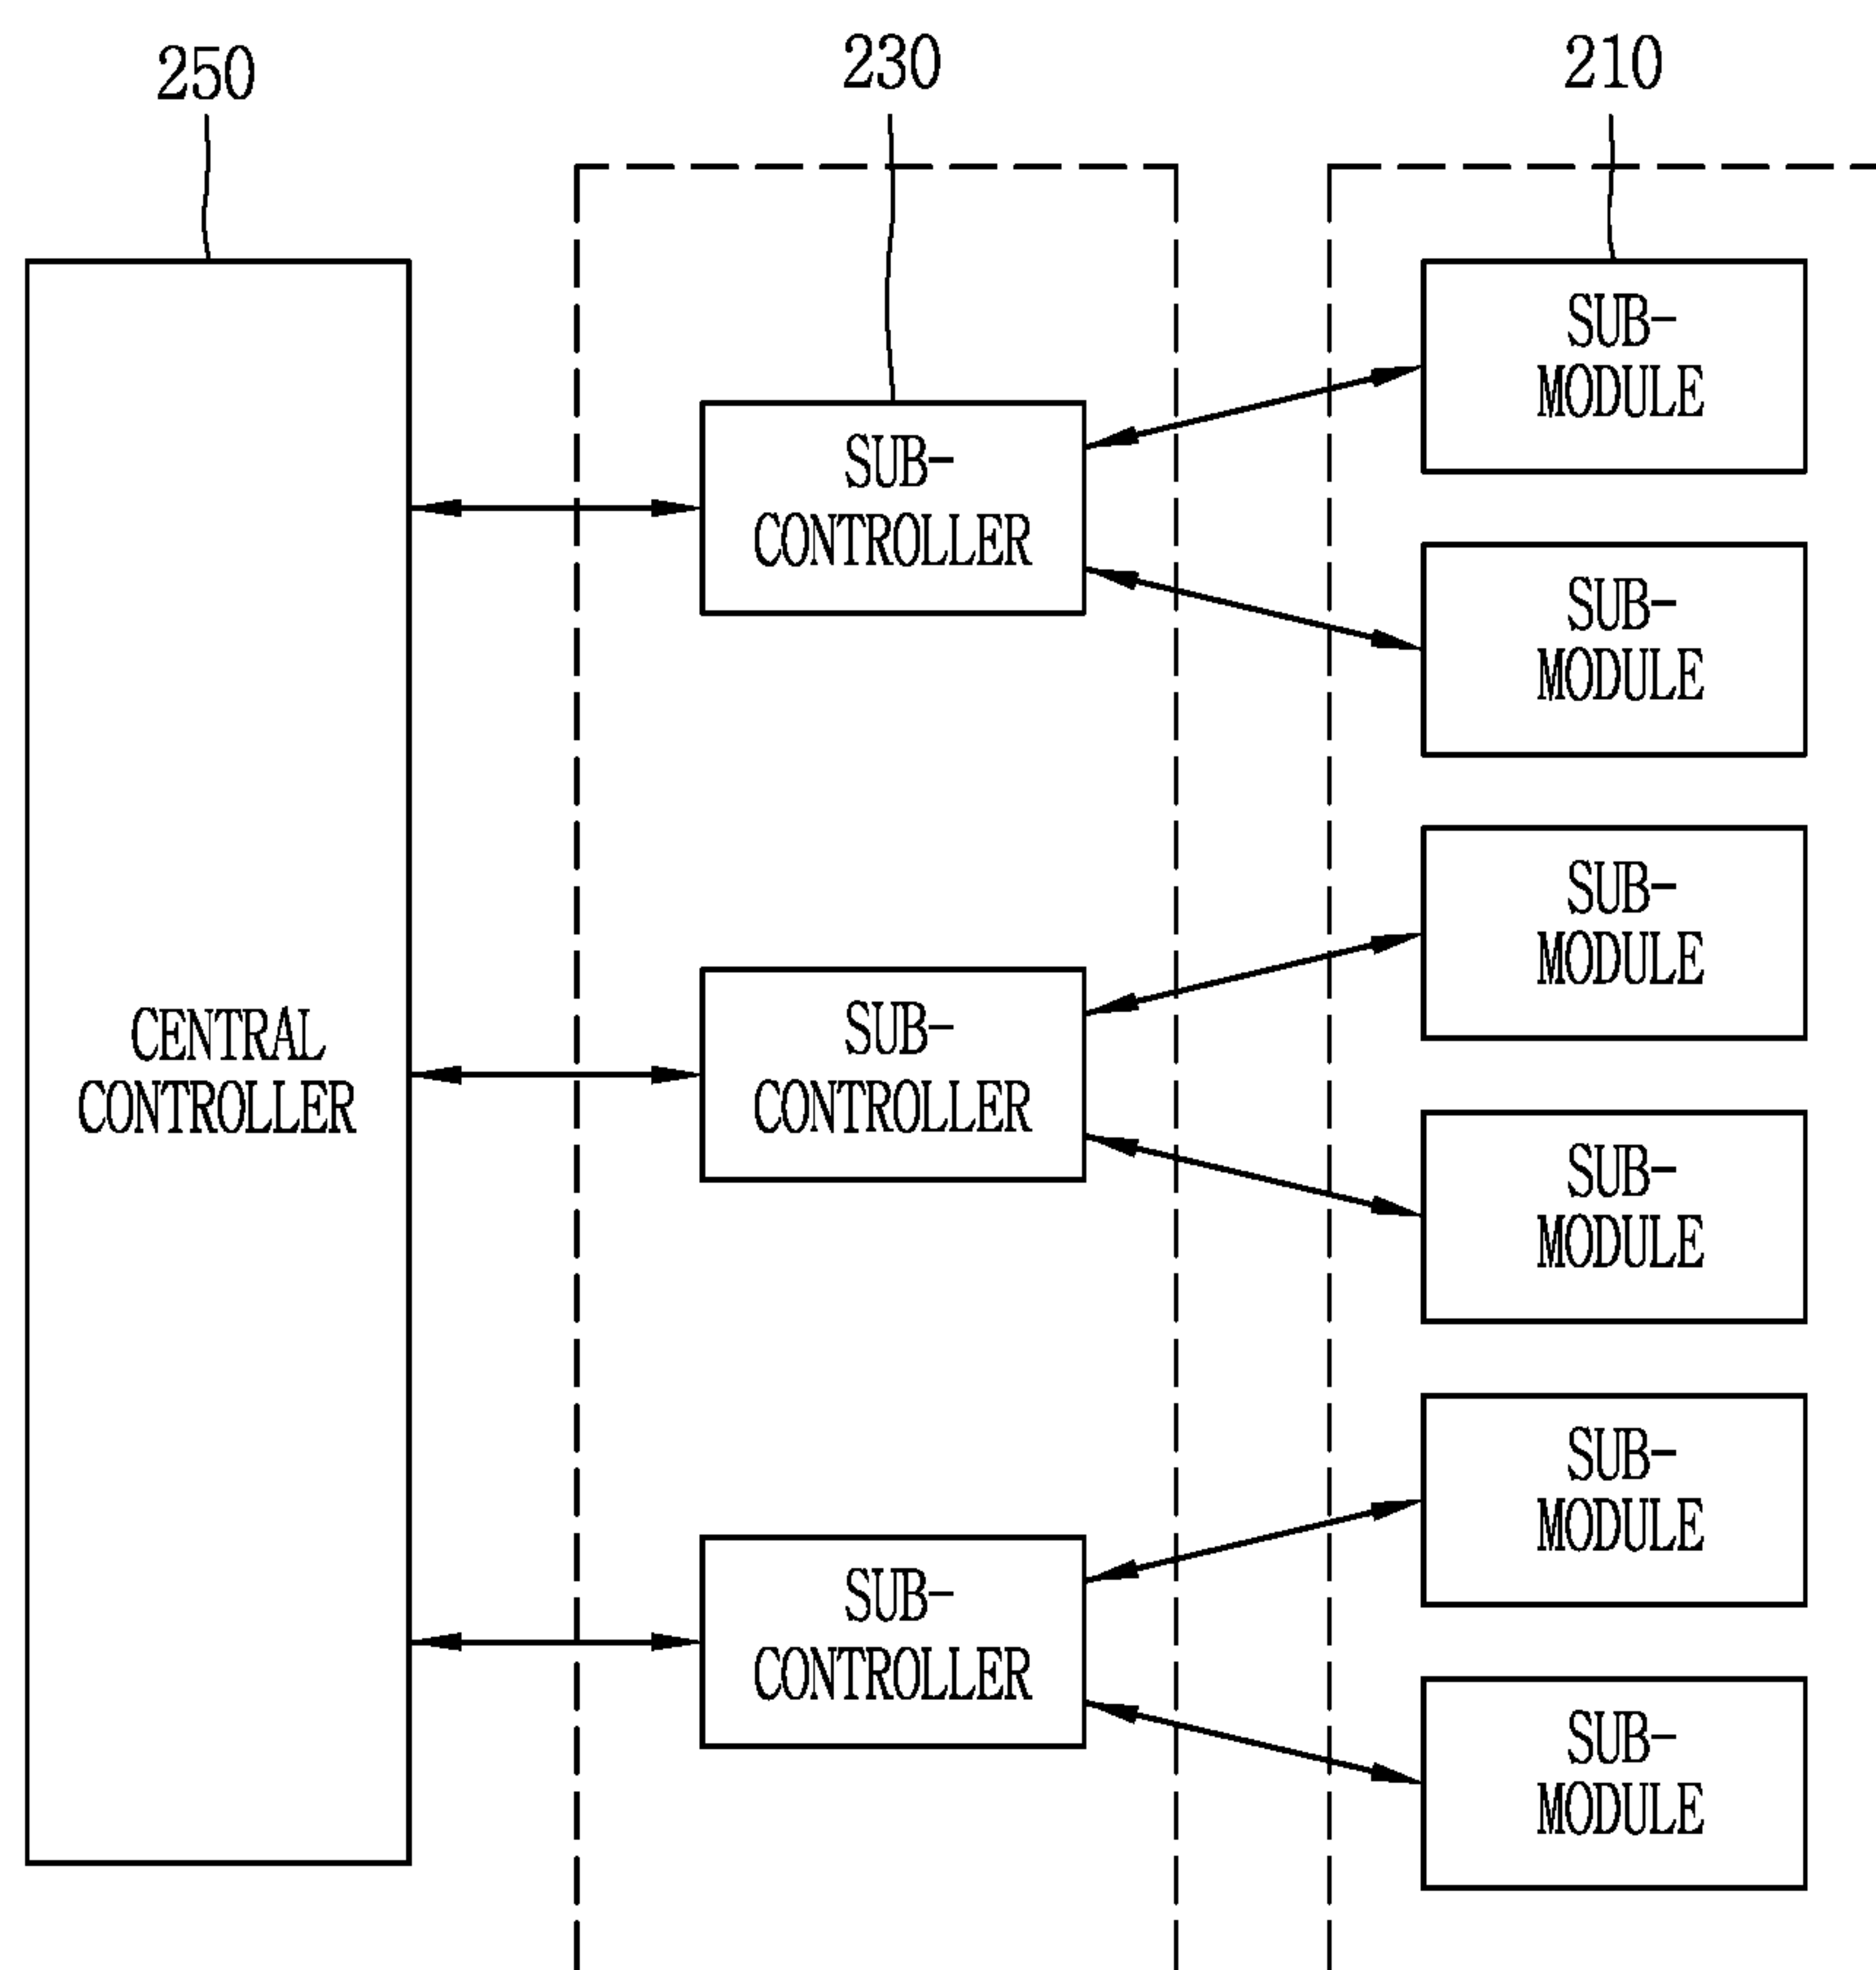 250
230
210
SUB-
MODULE
SUB-
CONTROLLER
SUB-
MODULE
SUB-
MODULE
CENTRAL
CONTROLLER
SUB-
CONTROLLER
SUB-
MODULE
SUB-
MODULE
SUB-
CONTROLLER
SUB-
MODULE